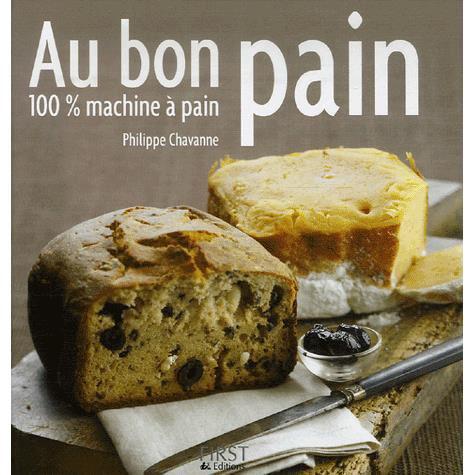 Au bon pain
100 % machine à pain
Philippe Chavanne
FIRST
Editions